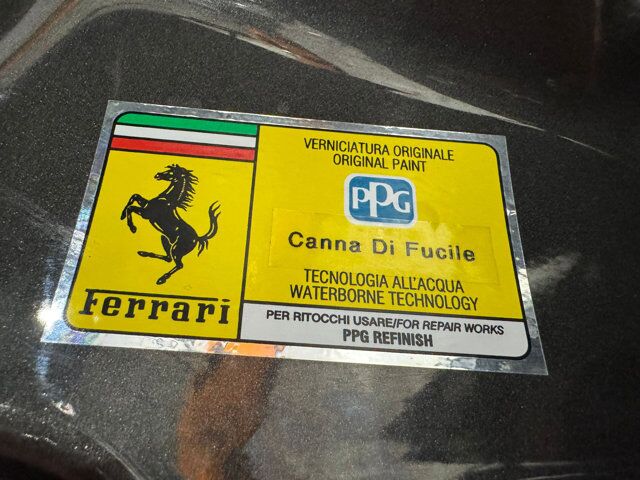 VERNICIATURA ORIGINALE
ORIGINAL PAINT
PPG
Canna Di Fucile
TECNOLOGIA ALL'ACQUA
WATERBORNE TECHNOLOGY
Ferrari
PER RITOCCHI USARE/FOR REPAIR WORKS
PPG REFINISH